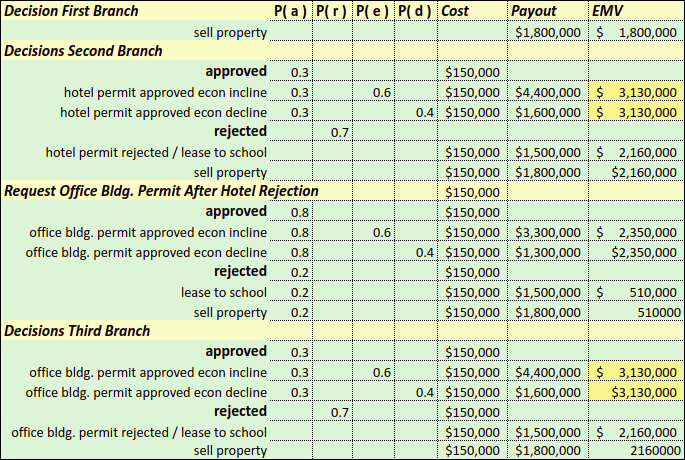 Decision First Branch P( a ) P( r ) P( e ) P( d ) Cost Payout EMV
sell property $1,800,000 $ 1,800,000
Decisions Second Branch
approved 0.3 $150,000
hotel permit approved econ incline 0.3 0.6 $150,000 $4,400,000 $ 3,130,000
hotel permit approved econ decline 0.3 0.4 $150,000 $1,600,000 $ 3,130,000
rejected 0.7
hotel permit rejected / lease to school $150,000 $1,500,000 $ 2,160,000
sell property $150,000 $1,800,000 $2,160,000
Request Office Bldg. Permit After Hotel Rejection $150,000
approved 0.8 $150,000
office bldg. permit approved econ incline 0.8 0.6 $150,000 $3,300,000 $ 2,350,000
office bldg. permit approved econ decline 0.8 0.4 $150,000 $1,300,000 $2,350,000
rejected 0.2 $150,000
lease to school 0.2 $150,000 $1,500,000 $ 510,000
sell property 0.2 $150,000 $1,800,000 510000
Decisions Third Branch
approved 0.3 $150,000
office bldg. permit approved econ incline 0.3 0.6 $150,000 $4,400,000 $ 3,130,000
office bldg. permit approved econ decline 0.3 0.4 $150,000 $1,600,000 $3,130,000
rejected 0.7 $150,000
office bldg. permit rejected / lease to school $150,000 $1,500,000 $ 2,160,000
sell property $150,000 $1,800,000 2160000